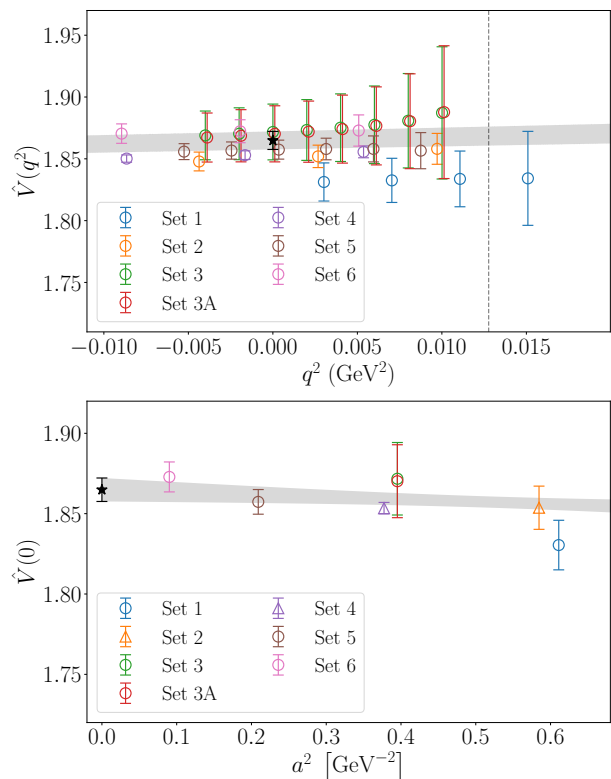 1.95
1.90
1.85
1.80
1.75
V̂(q²)
Set 1
Set 2
Set 3
Set 3A
Set 4
Set 5
Set 6
−0.010
−0.005
0.000
0.005
0.010
0.015
q² (GeV²)
1.90
1.85
1.80
1.75
V̂(0)
Set 1
Set 2
Set 3
Set 3A
Set 4
Set 5
Set 6
0.0
0.1
0.2
0.3
0.4
0.5
0.6
a² [GeV⁻²]